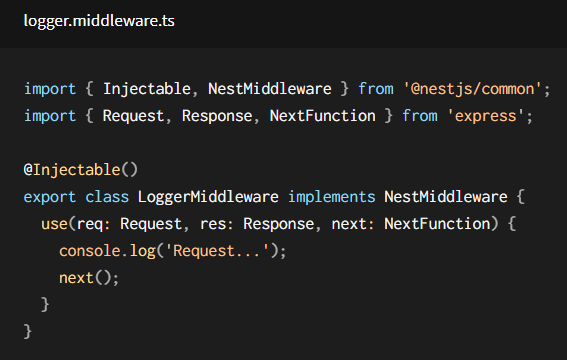 logger.middleware.ts
import { Injectable, NestMiddleware } from '@nestjs/common';
import { Request, Response, NextFunction } from 'express';
@Injectable()
export class LoggerMiddleware implements NestMiddleware {
use(req: Request, res: Response, next: NextFunction) {
console.log('Request...');
next();
}
}